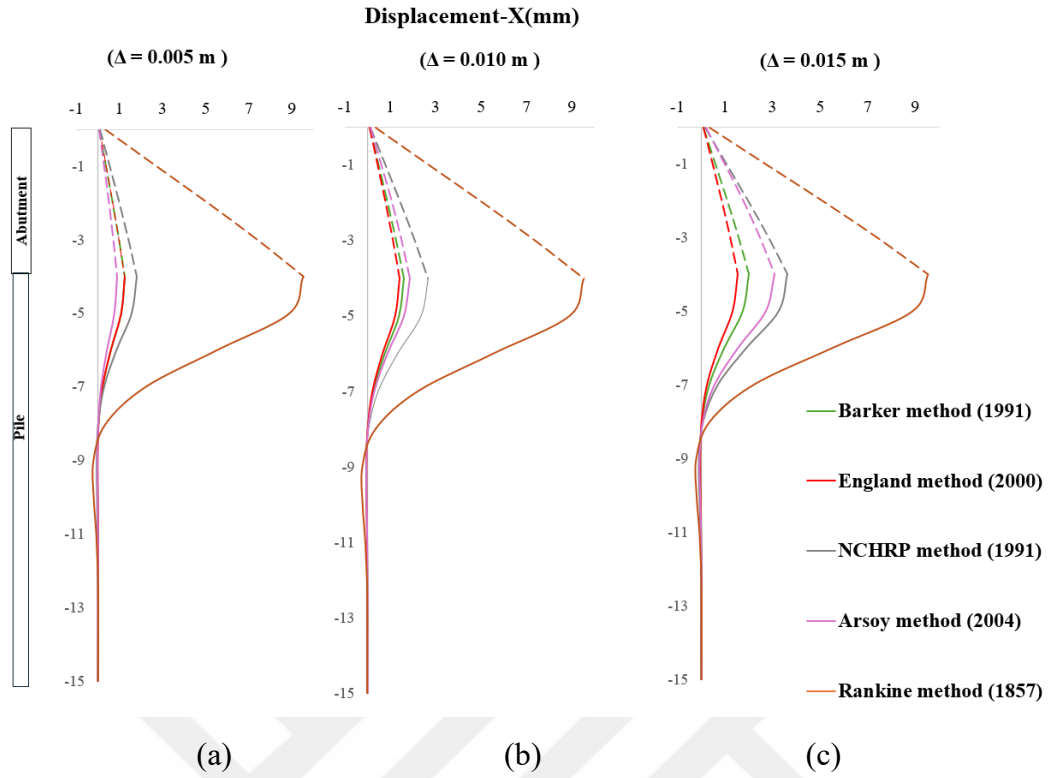 Displacement-X(mm)
(Δ = 0.005 m )
(Δ = 0.010 m )
(Δ = 0.015 m )
-1 1 3 5 7 9
-1 1 3 5 7 9
-1 1 3 5 7 9
Abutment
Pile
-1
-3
-5
-7
-9
-11
-13
-15
-1
-3
-5
-7
-9
-11
-13
-15
-1
-3
-5
-7
-9
-11
-13
-15
Barker method (1991)
England method (2000)
NCHRP method (1991)
Arsoy method (2004)
Rankine method (1857)
(a)
(b)
(c)